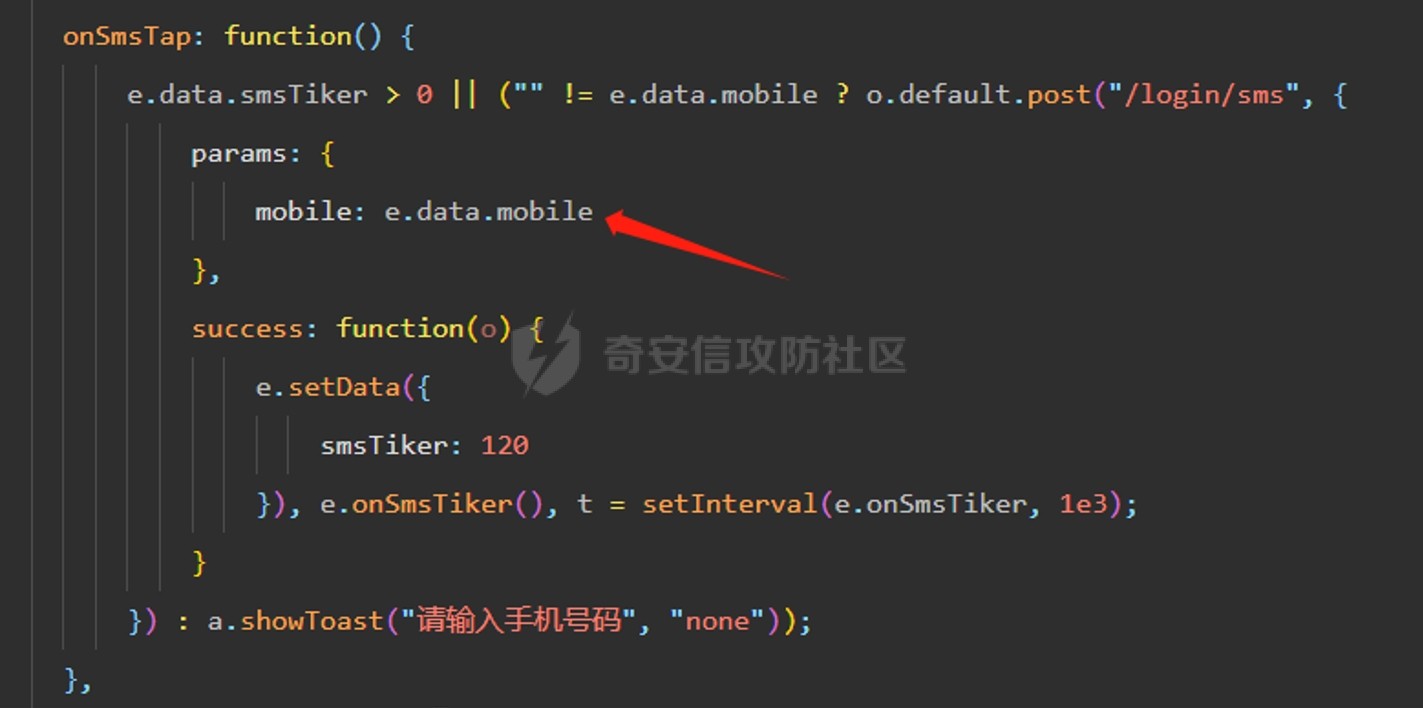 onSmsTap: function() {
e.data.smsTiker > 0 || ("" != e.data.mobile ? o.default.post("/login/sms", {
params: {
mobile: e.data.mobile
},
success: function(o) {
奇安信攻防社区
e.setData({
smsTiker: 120
}), e.onSmsTiker(), t = setInterval(e.onSmsTiker, 1e3);
}
}) : a.showToast("请输入手机号码", "none"));
},